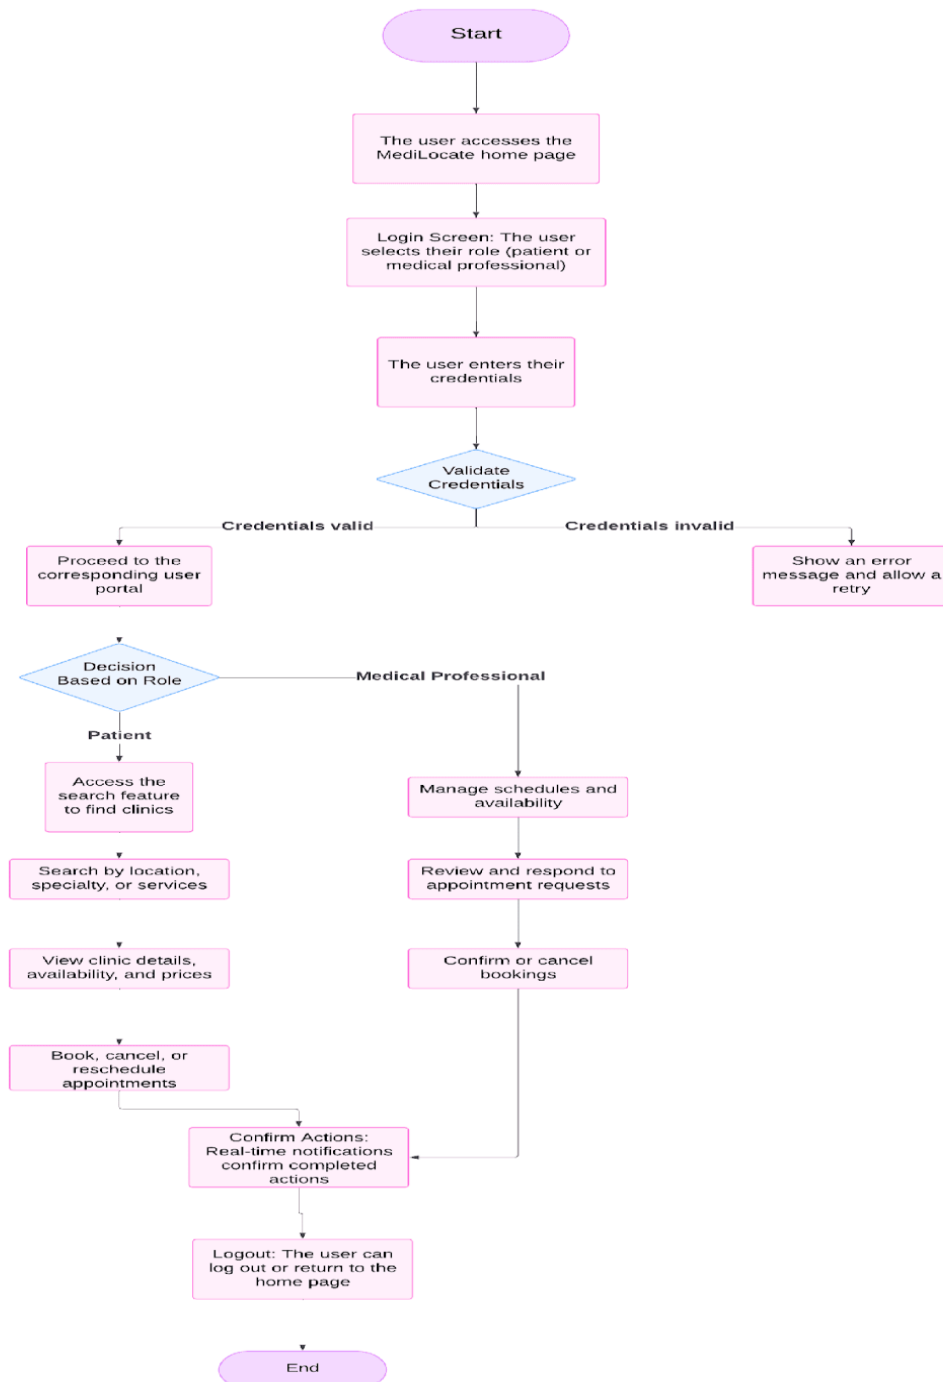 Start
The user accesses the
MediLocate home page
Login Screen: The user
selects their role (patient or
medical professional)
The user enters their
credentials
Validate
Credentials
Credentials valid
Credentials invalid
Proceed to the
corresponding user
portal
Show an error
message and allow a
retry
Decision
Based on Role
Medical Professional
Patient
Access the
search feature
to find clinics
Manage schedules and
availability
Search by location,
specialty, or services
Review and respond to
appointment requests
View clinic details,
availability, and prices
Confirm or cancel
bookings
Book, cancel, or
reschedule
appointments
Confirm Actions:
Real-time notifications
confirm completed
actions
Logout: The user can
log out or return to the
home page
End